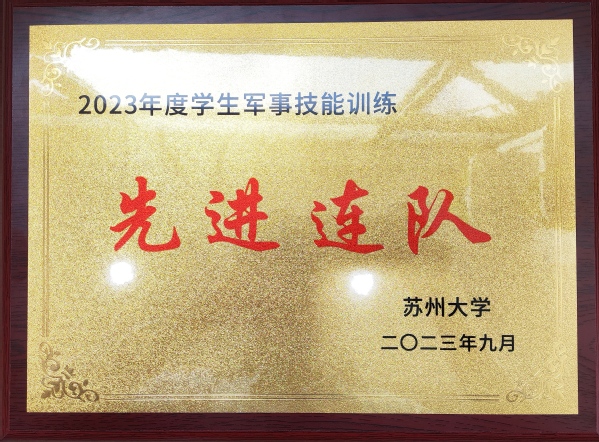 2023年度学生军事技能训练
先进连队
苏州大学
二〇二三年九月